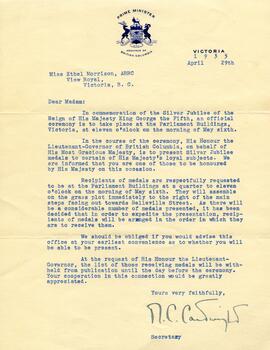 PRIME MINISTER
PROVINCE OF
BRITISH COLUMBIA
VICTORIA
1935
April 29th
Miss Ethel Morrison, ARRC
View Royal,
Victoria, B. C.
Dear Madam:
In commemoration of the Silver Jubilee of the
Reign of His Majesty King George the Fifth, an official
ceremony is to take place at the Parliament Buildings,
Victoria, at eleven o'clock on the morning of May sixth.
In the course of the ceremony, His Honour the
Lieutenant-Governor of British Columbia, on behalf of
His Most Gracious Majesty, is to present Silver Jubilee
medals to certain of His Majesty's loyal subjects. We
are informed that you are one of those to be honoured
by His Majesty on this occasion.
Recipients of medals are respectfully requested
to be at the Parliament Buildings at a quarter to eleven
o'clock on the morning of May sixth. They will assemble
on the grass plot immediately to the right of the main
steps facing out towards Belleville Street. As there will
be a considerable number of medals presented, it has been
decided that in order to expedite the presentation, recip-
ients of medals will be arranged in the order in which they
are to receive them.
We should be obliged if you would advise this
office at your earliest convenience as to whether you
will be able to be present.
At the request of His Honour the Lieutenant-
Governor, the list of those receiving medals will be with-
held from publication until the day before the ceremony.
Your cooperation in this connection would be greatly
appreciated.
Yours very faithfully,
Secretary